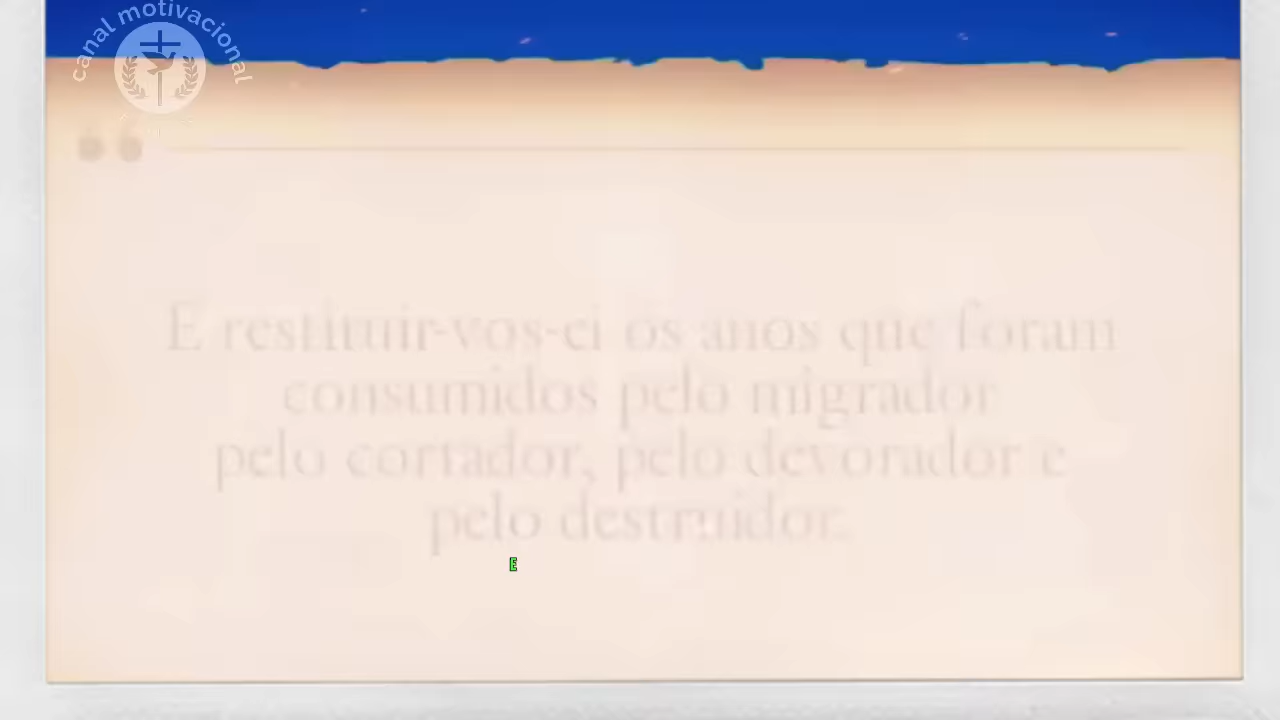 canal motivacional
“
E restituir-vos-ei os anos que foram
consumidos pelo migrador
pelo cortador, pelo devorador e
pelo destruidor.
E